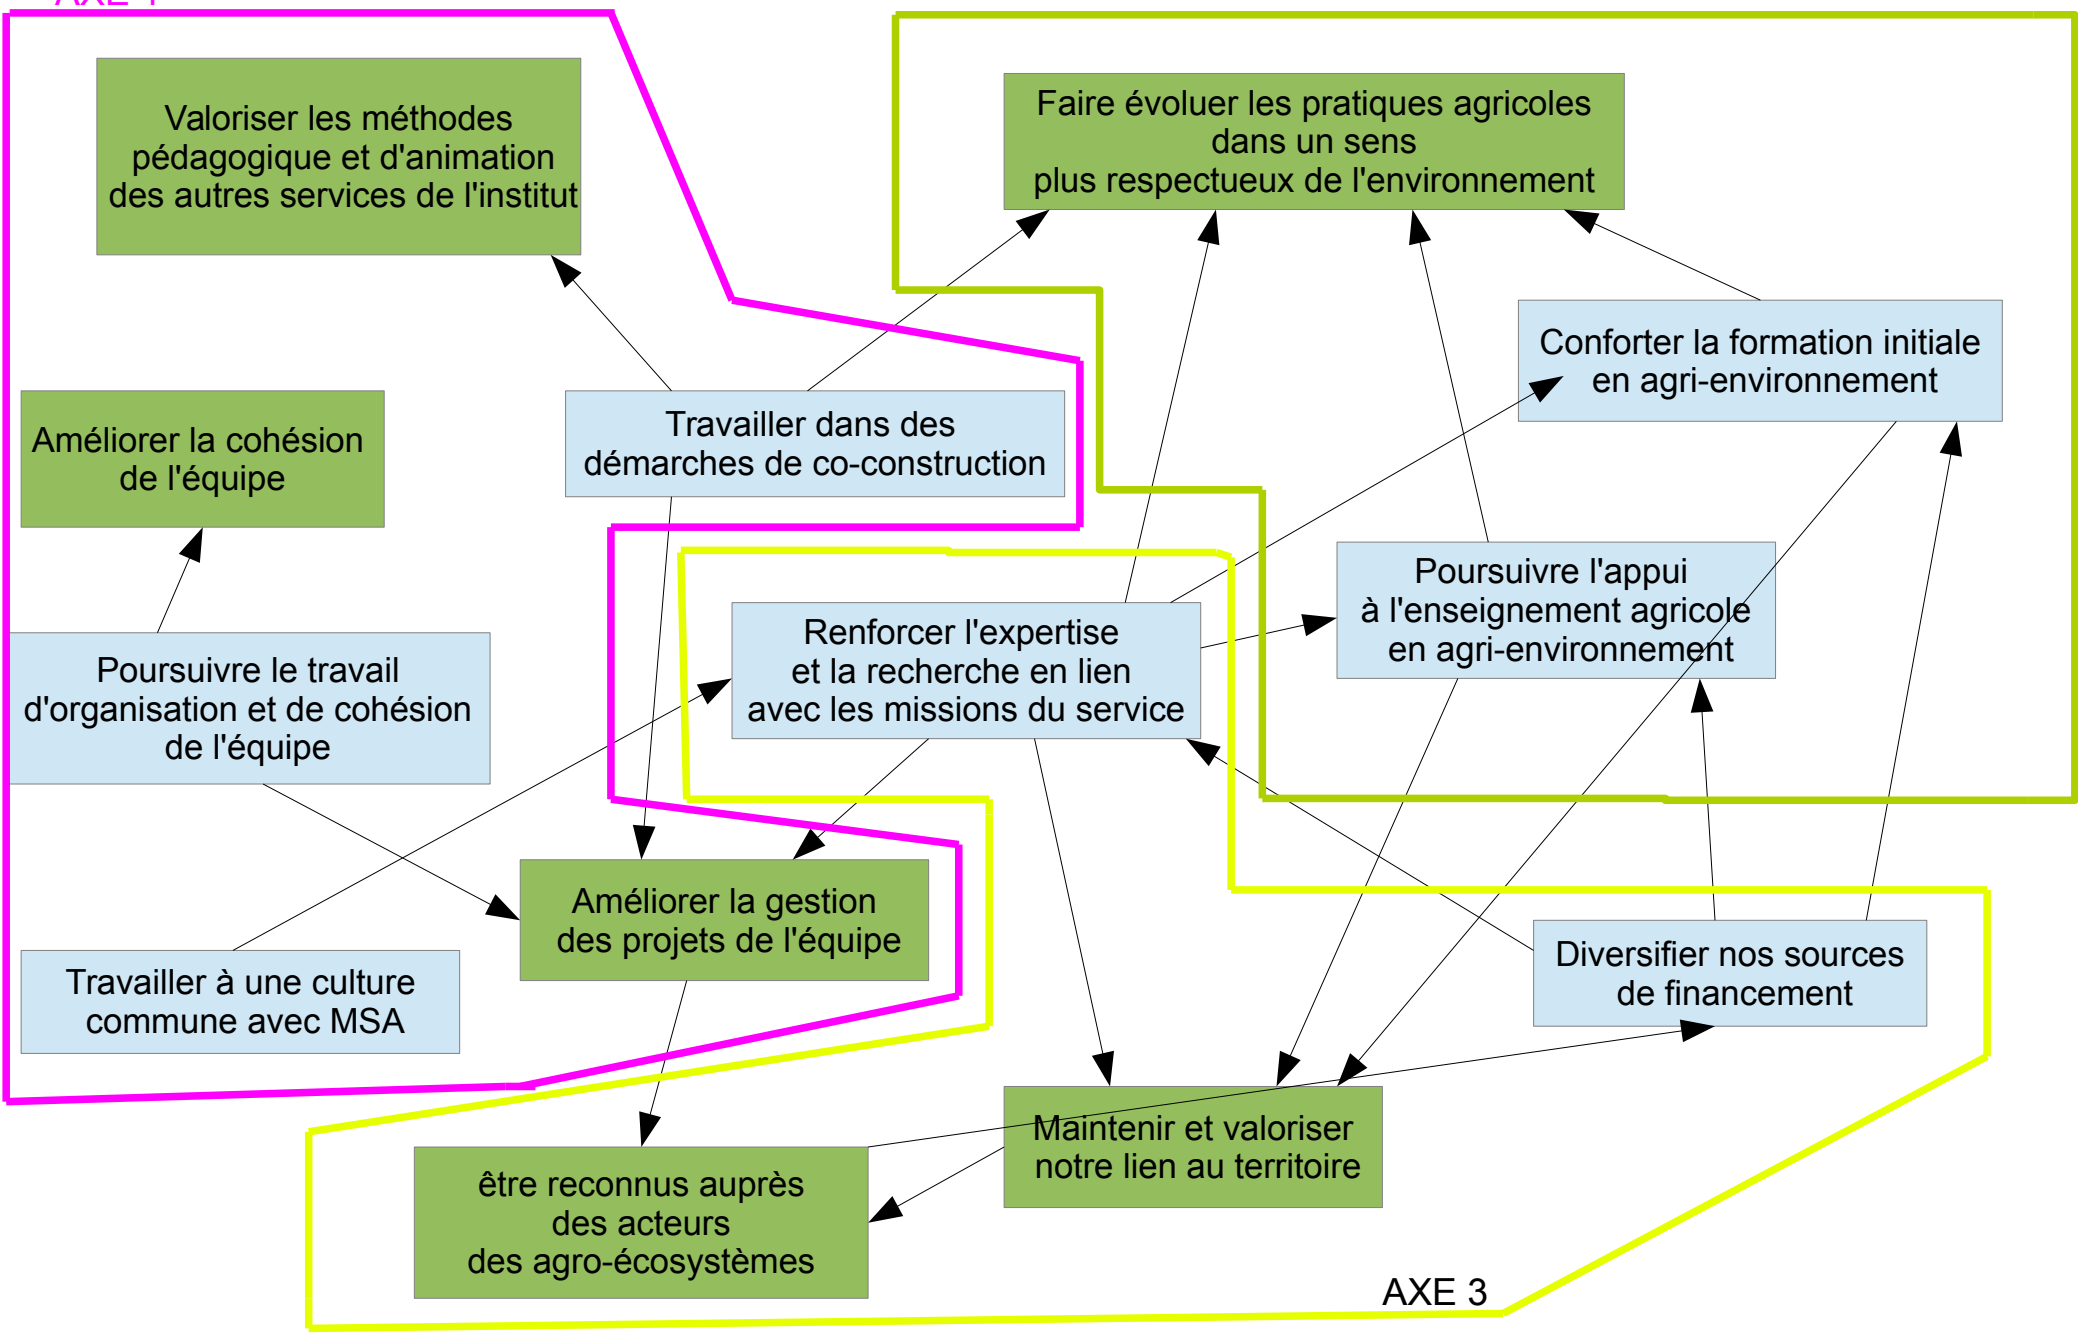 AXE
Valoriser les méthodes
pédagogique et d'animation
des autres services de l'institut
Faire évoluer les pratiques agricoles
dans un sens
plus respectueux de l'environnement
Conforter la formation initiale
en agri-environnement
Améliorer la cohésion
de l'équipe
Travailler dans des
démarches de co-construction
Poursuivre l'appui
à l'enseignement agricole
en agri-environnement
Renforcer l'expertise
et la recherche en lien
avec les missions du service
Poursuivre le travail
d'organisation et de cohésion
de l'équipe
Améliorer la gestion
des projets de l'équipe
Diversifier nos sources
de financement
Travailler à une culture
commune avec MSA
Maintenir et valoriser
notre lien au territoire
être reconnus auprès
des acteurs
des agro-écosystèmes
AXE 3